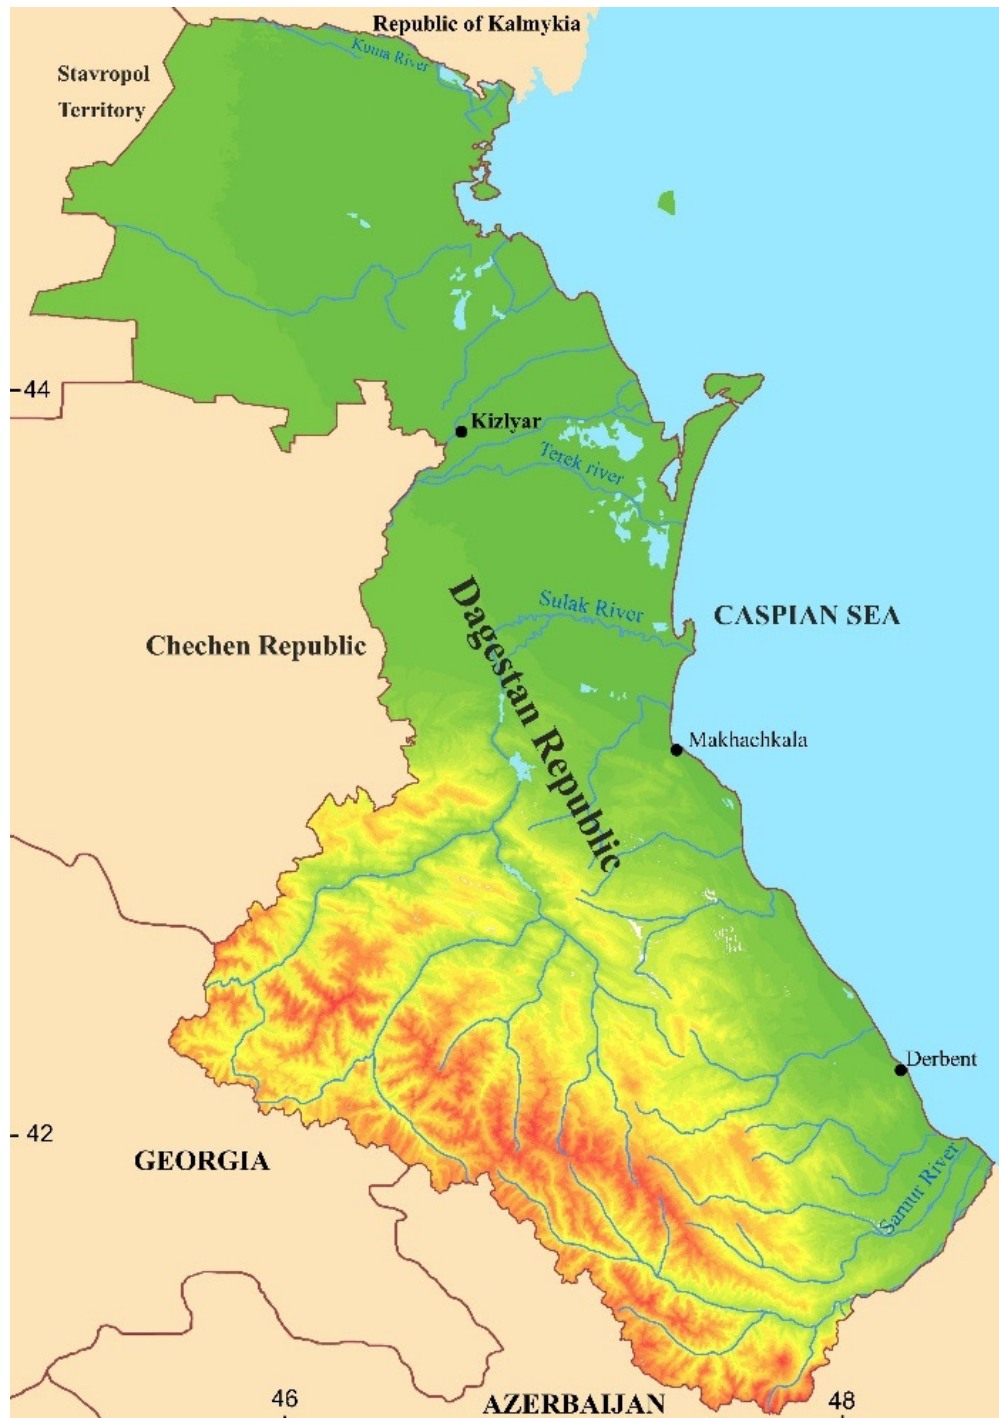 Republic of Kalmykia
Kuma River
Stavropol
Territory
44
Kizlyar
Terek river
Sulak River
CASPIAN SEA
Dagestan Republic
Chechen Republic
Makhachkala
Derbent
42
GEORGIA
Samur River
46
48
AZERBAIJAN